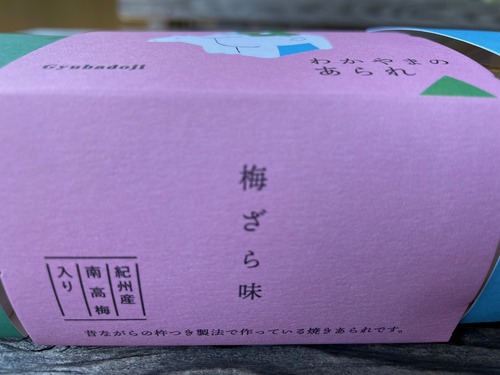 Gyubadoji
わかやまの
あられ
梅ざら味
紀州産
南高梅
入り
昔ながらの杵つき製法で作っている焼きあられです。